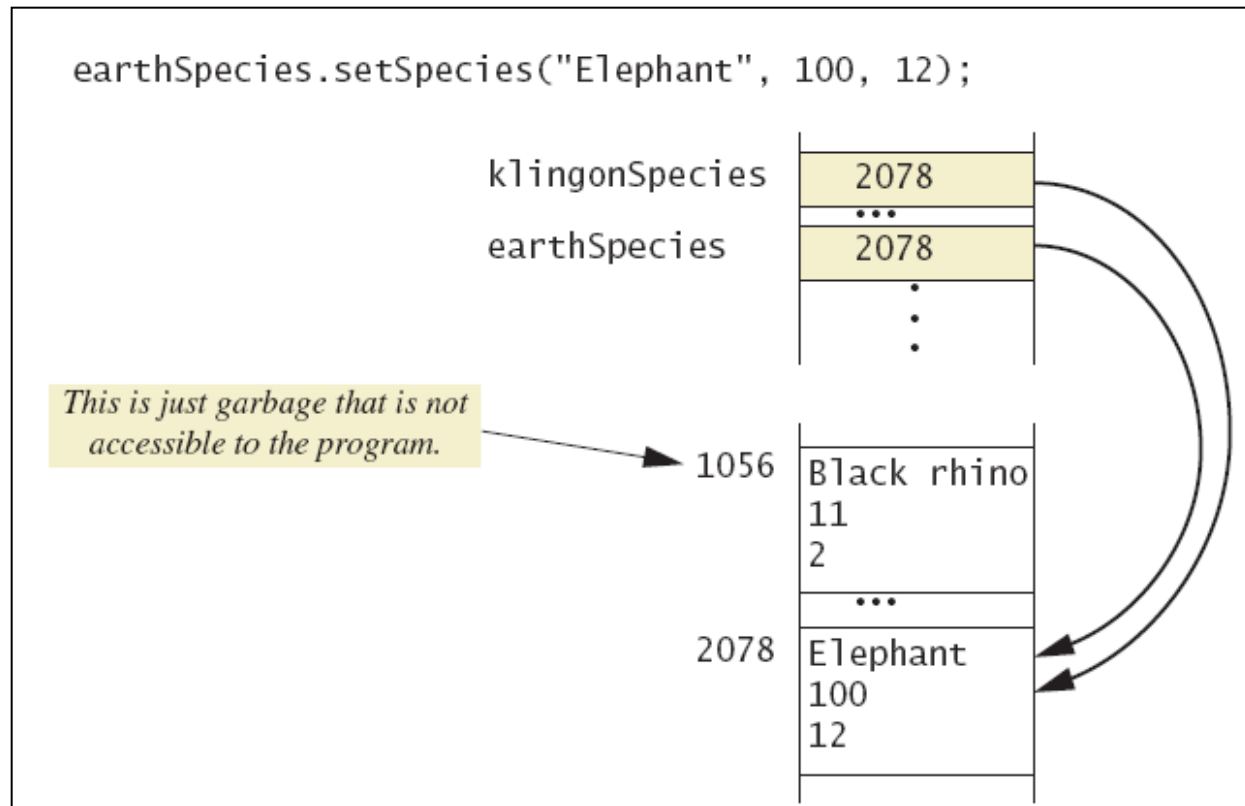 earthSpecies.setSpecies("Elephant", 100, 12);
klingonSpecies 2078
•••
earthSpecies 2078
This is just garbage that is not
accessible to the program.
1056 Black rhino
11
2
•••
2078 Elephant
100
12